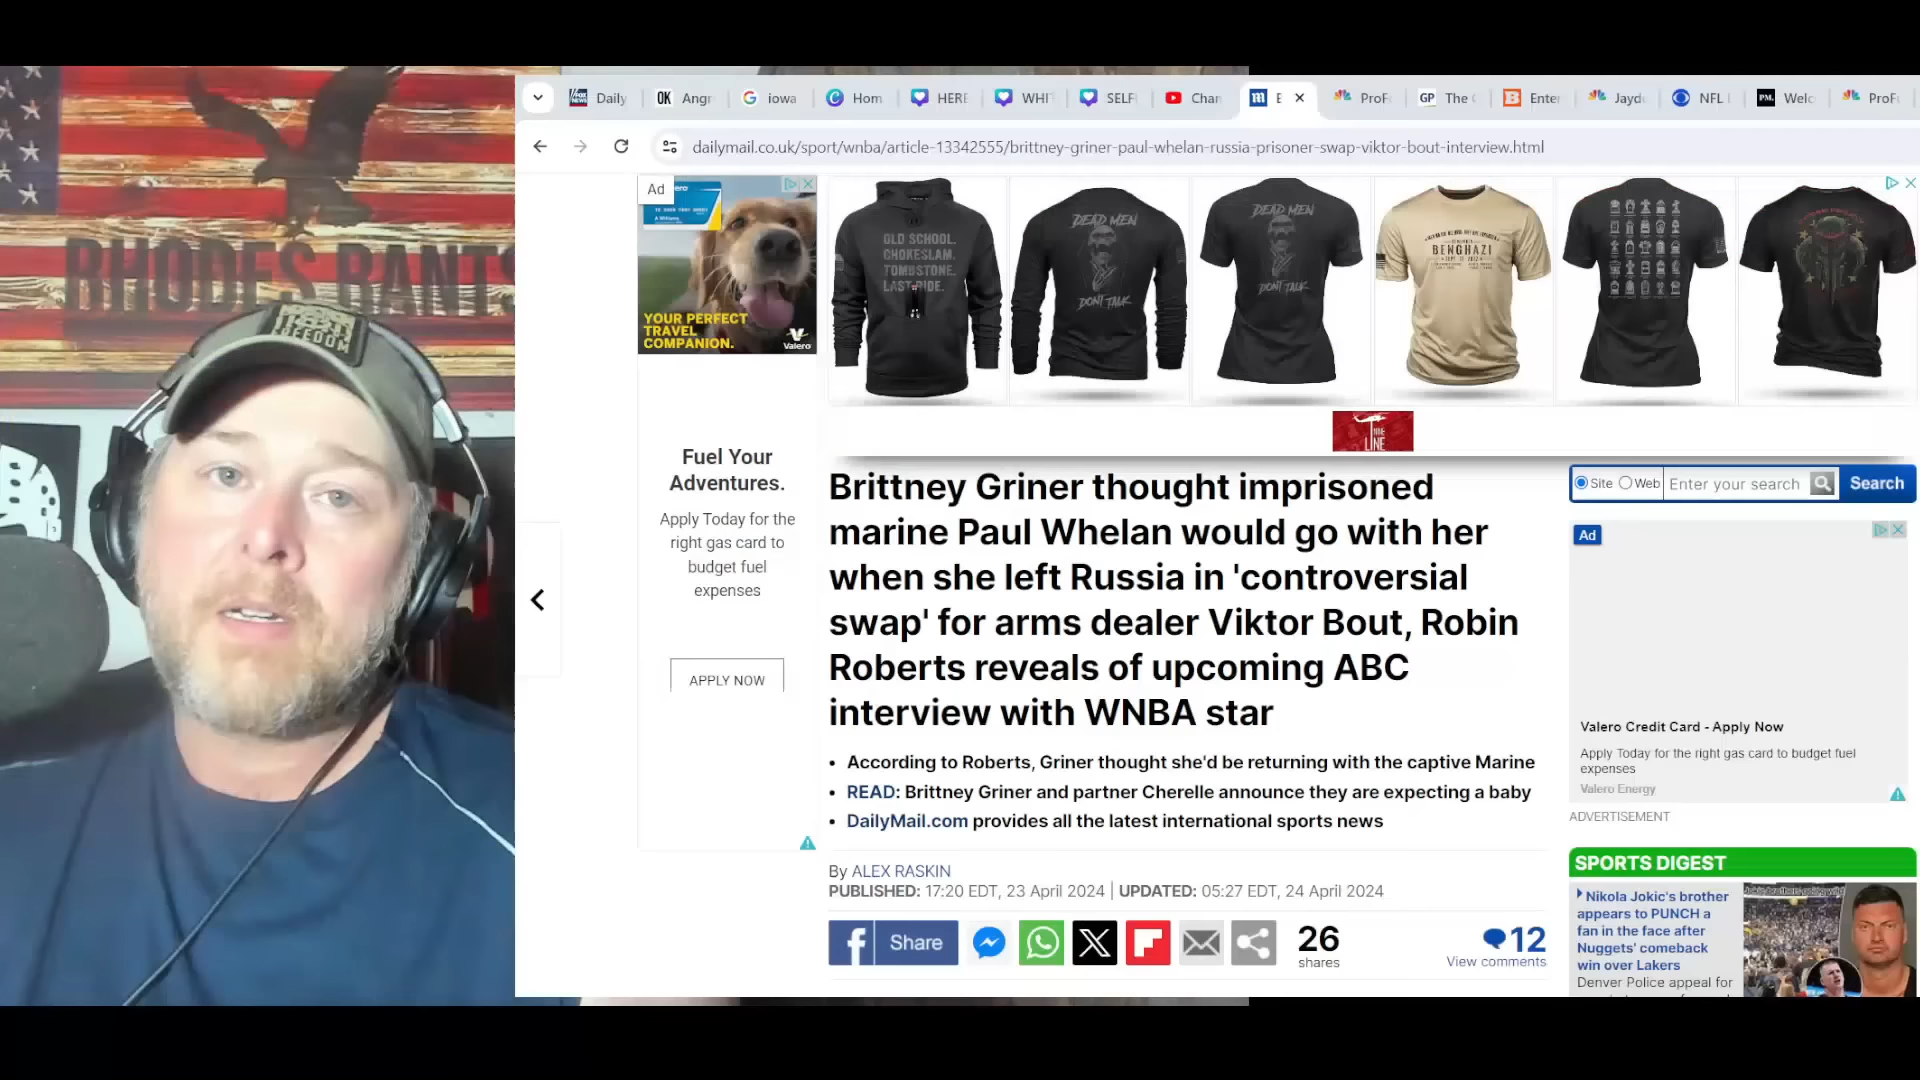 RHODES RANTS
FREEDOM
Daily
Angr
iowa
Hom
HERE
WHI
SELF
Chan
ProF
GP
The
Enter
Jayd
NFL
PM.
Welc
ProF
dailymail.co.uk/sport/wnba/article-13342555/brittney-griner-paul-whelan-russia-prisoner-swap-viktor-bout-interview.html
Ad
YOUR PERFECT
TRAVEL
COMPANION.
Valero
Fuel Your
Adventures.
Apply Today for the
right gas card to
budget fuel
expenses
APPLY NOW
OLD SCHOOL.
CHOKESLAM.
TOMBSTONE.
LAST RIDE.
DEAD MEN
DON'T TALK
DEAD MEN
DON'T TALK
BENGHAZI
NINE
LINE
Brittney Griner thought imprisoned
marine Paul Whelan would go with her
when she left Russia in 'controversial
swap' for arms dealer Viktor Bout, Robin
Roberts reveals of upcoming ABC
interview with WNBA star
• According to Roberts, Griner thought she'd be returning with the captive Marine
• READ: Brittney Griner and partner Cherelle announce they are expecting a baby
• DailyMail.com provides all the latest international sports news
By ALEX RASKIN
PUBLISHED: 17:20 EDT, 23 April 2024 | UPDATED: 05:27 EDT, 24 April 2024
Share
26
shares
12
View comments
Site Web Enter your search Search
Ad
Valero Credit Card - Apply Now
Apply Today for the right gas card to budget fuel
expenses
Valero Energy
ADVERTISEMENT
SPORTS DIGEST
Nikola Jokic's brother
appears to PUNCH a
fan in the face after
Nuggets' comeback
win over Lakers
Denver Police appeal for